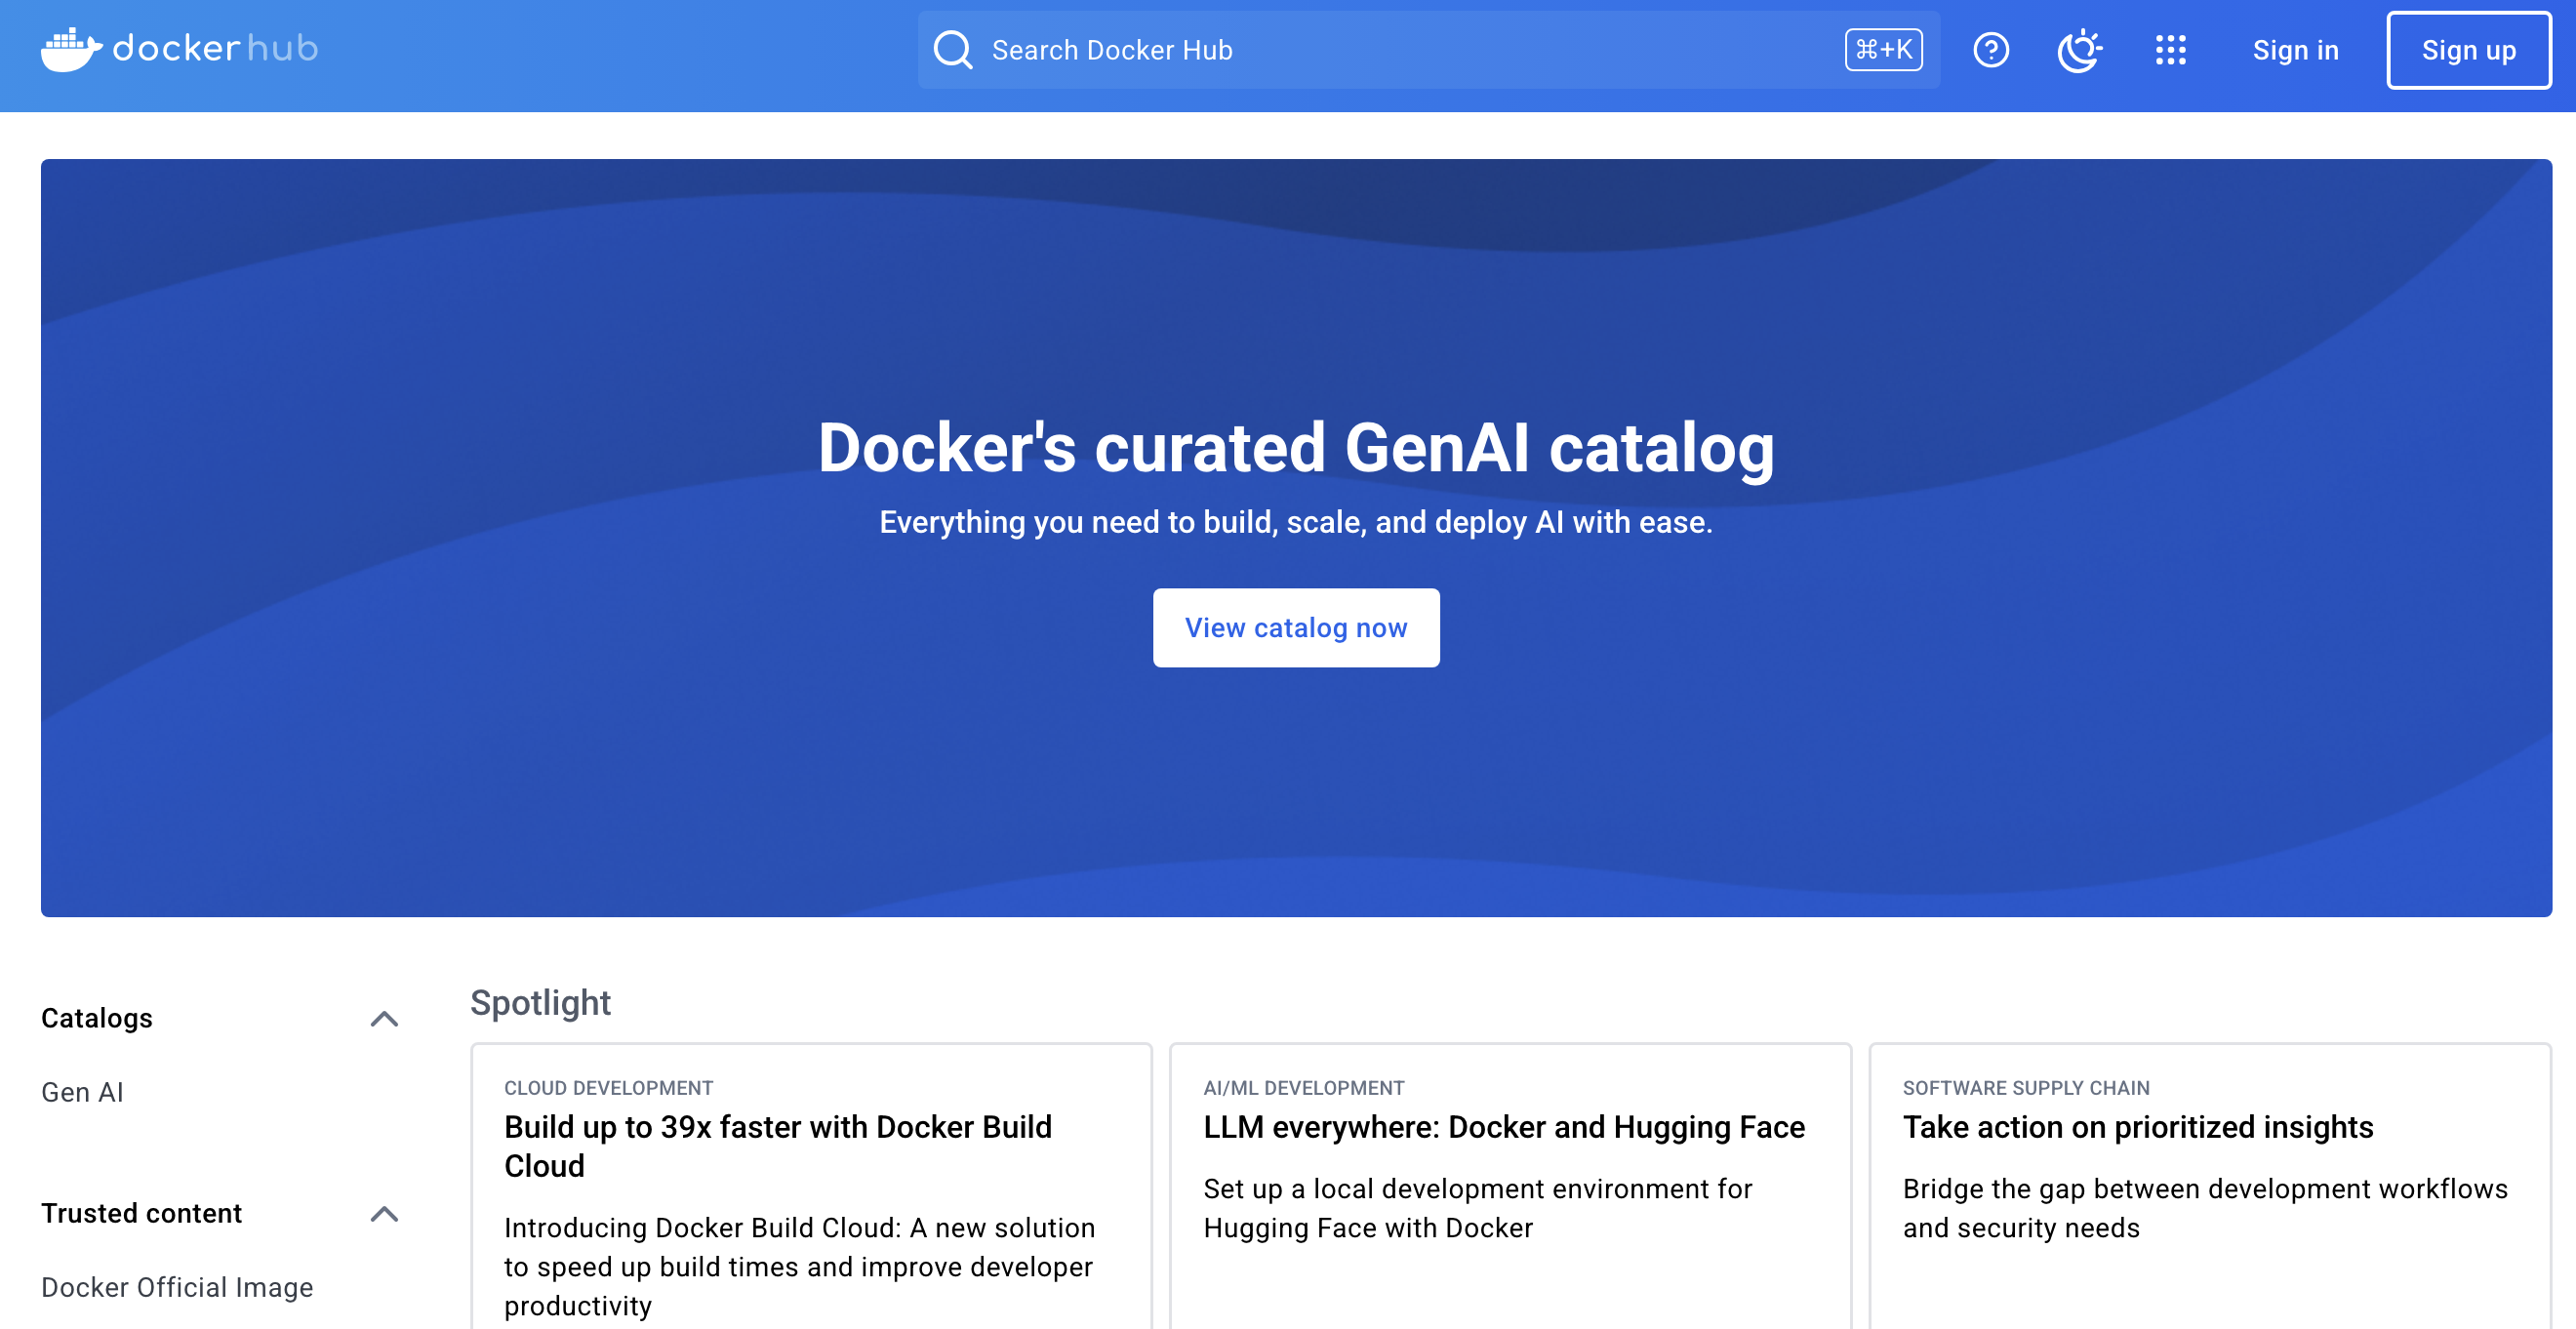 dockerhub
Search Docker Hub
⌘+K
Sign in
Sign up
Docker's curated GenAI catalog
Everything you need to build, scale, and deploy AI with ease.
View catalog now
Catalogs
Gen AI
Trusted content
Docker Official Image
Spotlight
CLOUD DEVELOPMENT
Build up to 39x faster with Docker Build
Cloud
Introducing Docker Build Cloud: A new solution
to speed up build times and improve developer
productivity
AI/ML DEVELOPMENT
LLM everywhere: Docker and Hugging Face
Set up a local development environment for
Hugging Face with Docker
SOFTWARE SUPPLY CHAIN
Take action on prioritized insights
Bridge the gap between development workflows
and security needs